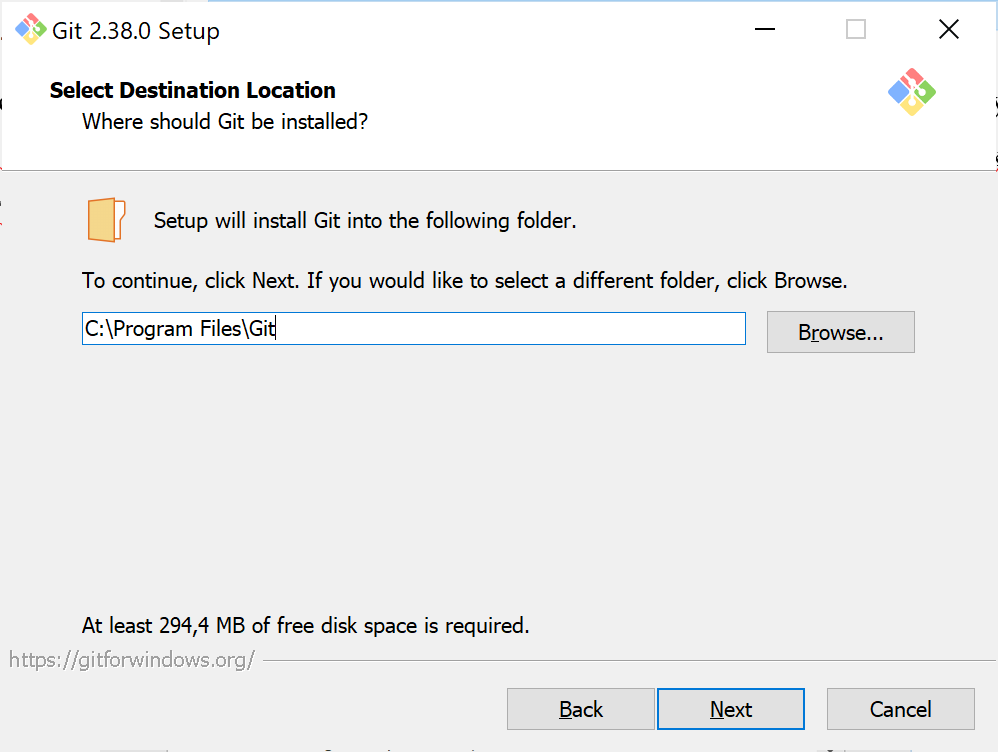 Git 2.38.0 Setup
Select Destination Location
Where should Git be installed?
Setup will install Git into the following folder.
To continue, click Next. If you would like to select a different folder, click Browse.
C:\Program Files\Git
Browse...
At least 294,4 MB of free disk space is required.
https://gitforwindows.org/
Back
Next
Cancel